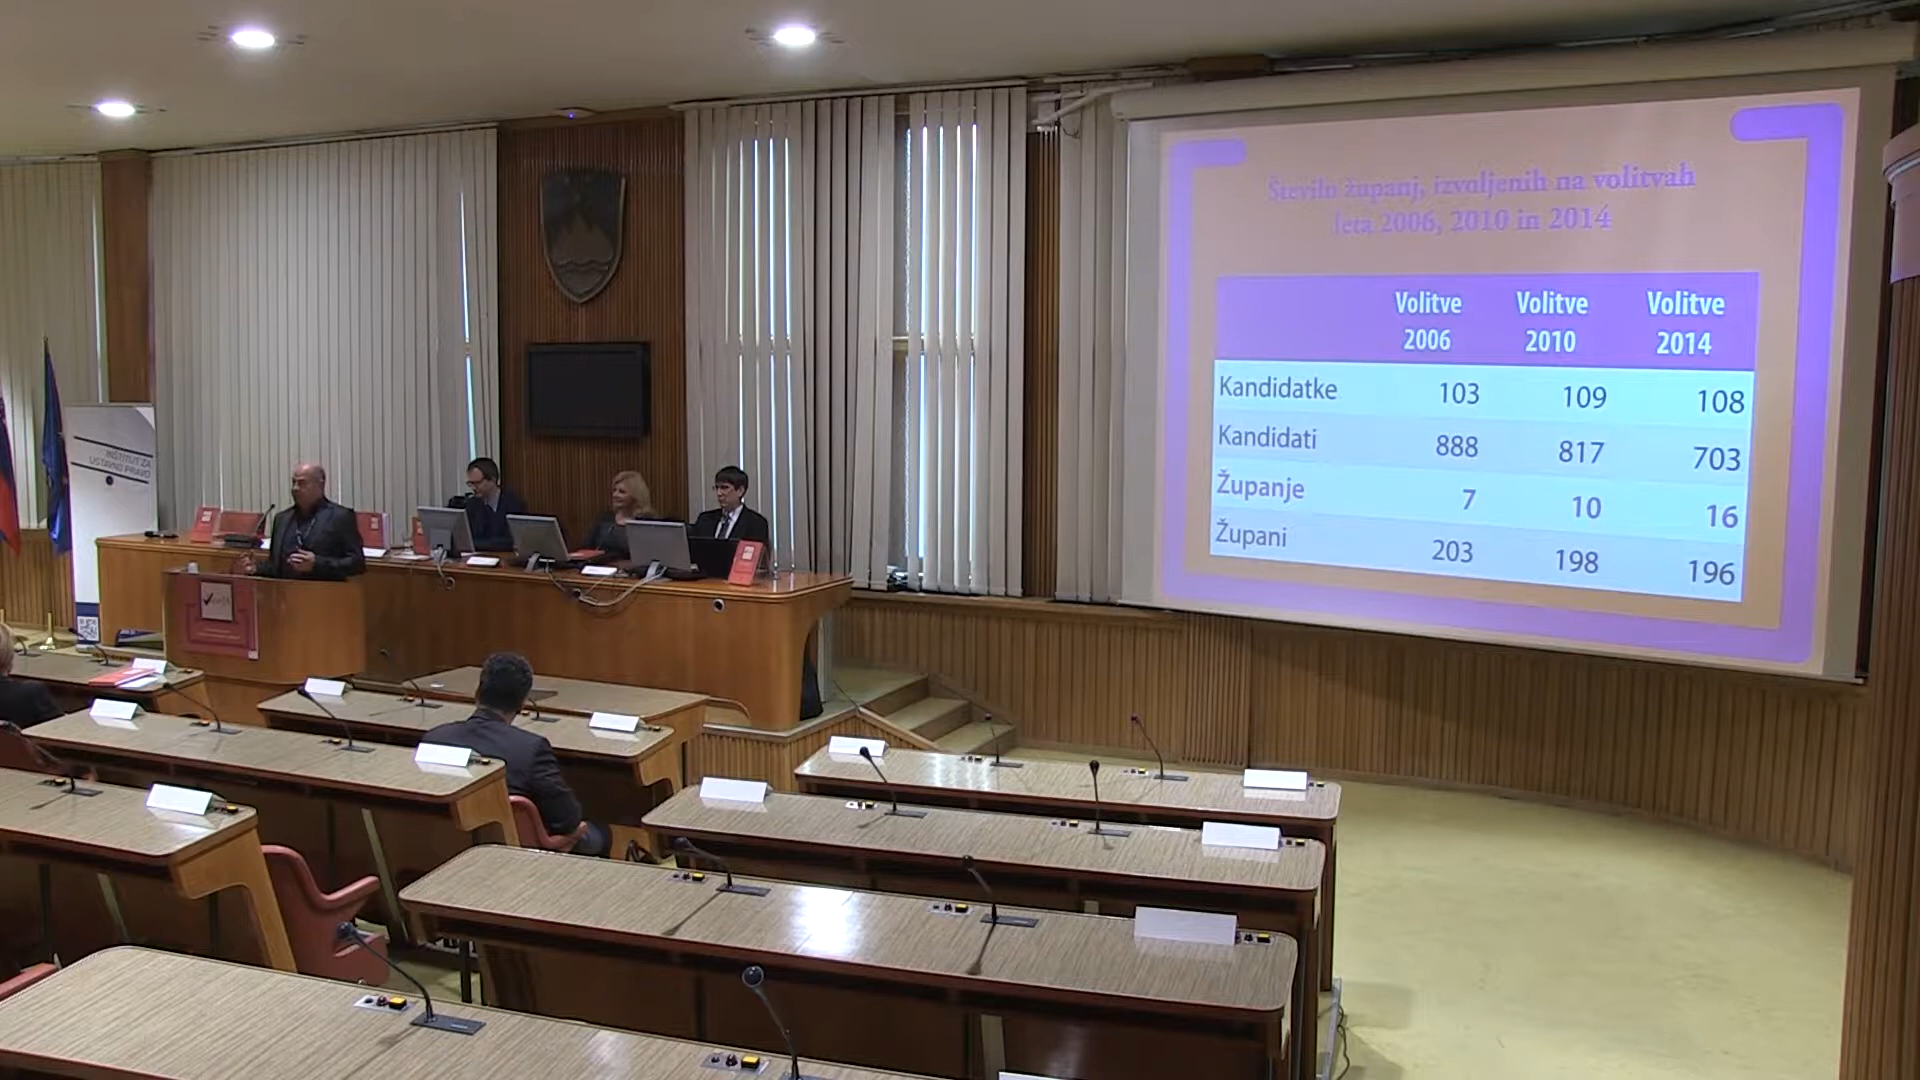 Število županj, izvoljenih na volitvah
leta 2006, 2010 in 2014
Volitve 2006 Volitve 2010 Volitve 2014
Kandidatke 103 109 108
Kandidati 888 817 703
Županje 7 10 16
Župani 203 198 196
INŠTITUT ZA
USTAVNO PRAVO